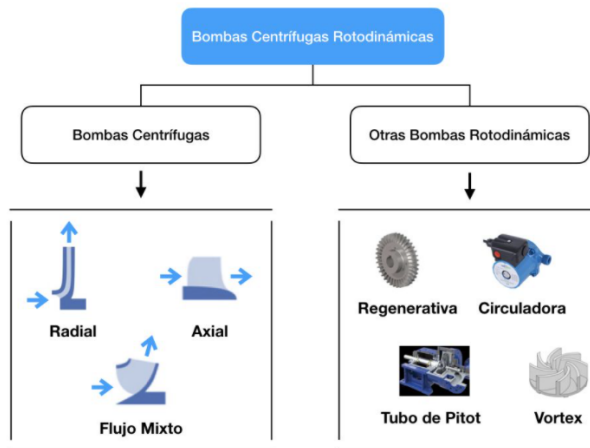 Bombas Centrífugas Rotodinámicas
Bombas Centrífugas
Otras Bombas Rotodinámicas
Radial
Axial
Flujo Mixto
Regenerativa
Circuladora
Tubo de Pitot
Vortex